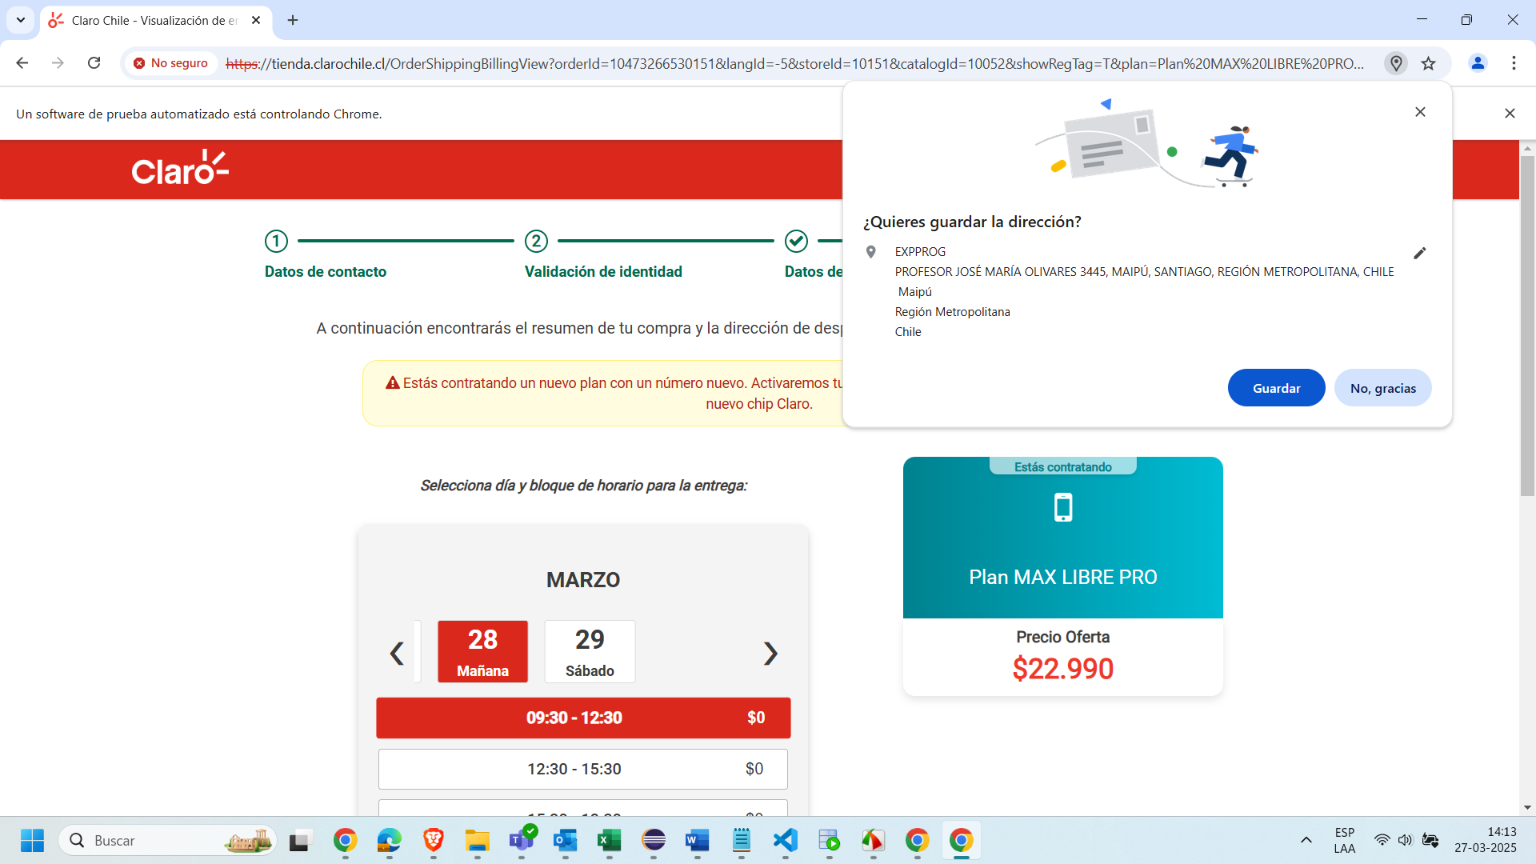 Claro Chile - Visualización de e
No seguro
https://tienda.clarochile.cl/OrderShippingBillingView?orderId=10473266530151&langId=-5&storeId=10151&catalogId=10052&showRegTag=T&plan=Plan%20MAX%20LIBRE%20PRO...
Un software de prueba automatizado está controlando Chrome.
Claro
¿Quieres guardar la dirección?
EXPPROG
PROFESOR JOSÉ MARÍA OLIVARES 3445, MAIPÚ, SANTIAGO, REGIÓN METROPOLITANA, CHILE
Maipú
Región Metropolitana
Chile
Guardar
No, gracias
1
2
Datos de contacto
Validación de identidad
Datos de
A continuación encontrarás el resumen de tu compra y la dirección de desp
Estás contratando un nuevo plan con un número nuevo. Activaremos tu
nuevo chip Claro.
Selecciona día y bloque de horario para la entrega:
MARZO
28
Mañana
29
Sábado
09:30 - 12:30 $0
12:30 - 15:30 $0
Estás contratando
Plan MAX LIBRE PRO
Precio Oferta
$22.990
Buscar
ESP
LAA
14:13
27-03-2025